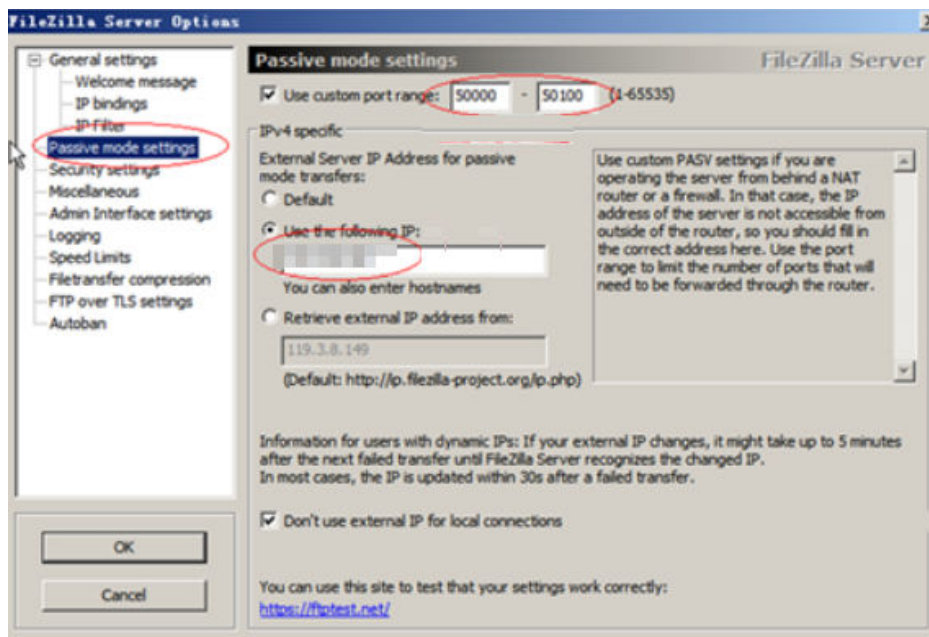 FileZilla Server Options
General settings
Welcome message
IP bindings
IP Filter
Passive mode settings
Security settings
Miscellaneous
Admin Interface settings
Logging
Speed Limits
Filetransfer compression
FTP over TLS settings
Autoban
OK
Cancel
Passive mode settings
FileZilla Server
Use custom port range: 50000 - 50100 (1-65535)
IPv4 specific
External Server IP Address for passive
mode transfers:
Default
Use the following IP:
You can also enter hostnames
Retrieve external IP address from:
119.3.8.149
(Default: http://ip.filezilla-project.org/ip.php)
Use custom PASV settings if you are
operating the server from behind a NAT
router or a firewall. In that case, the IP
address of the server is not accessible from
outside of the router, so you should fill in
the correct address here. Use the port
range to limit the number of ports that will
need to be forwarded through the router.
Information for users with dynamic IPs: If your external IP changes, it might take up to 5 minutes
after the next failed transfer until FileZilla Server recognizes the changed IP.
In most cases, the IP is updated within 30s after a failed transfer.
Don't use external IP for local connections
You can use this site to test that your settings work correctly:
https://ftptest.net/